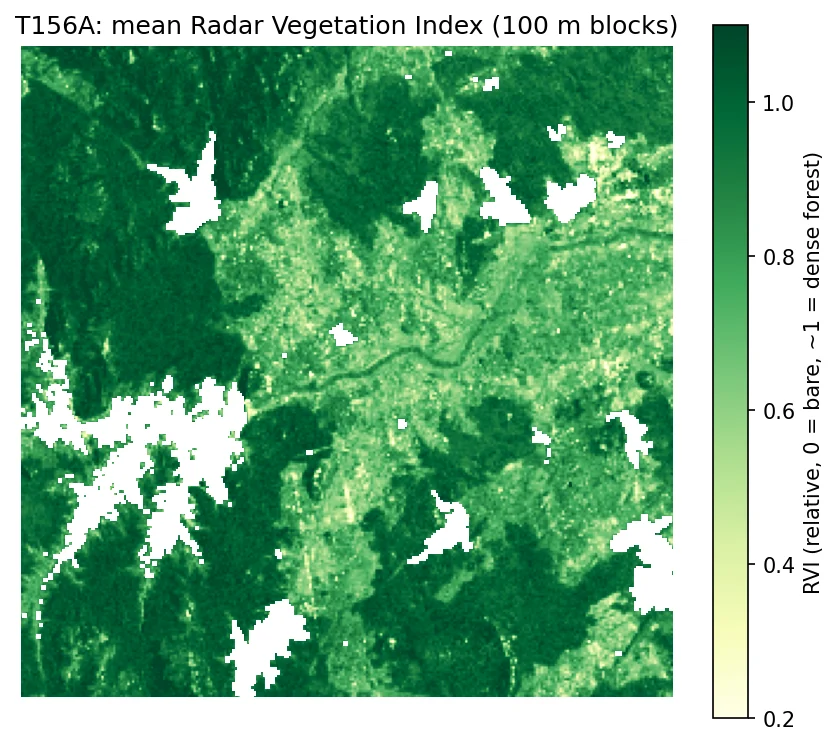 T156A: mean Radar Vegetation Index (100 m blocks)
1.0
0.8
0.6
0.4
0.2
RVI (relative, 0 = bare, ~1 = dense forest)